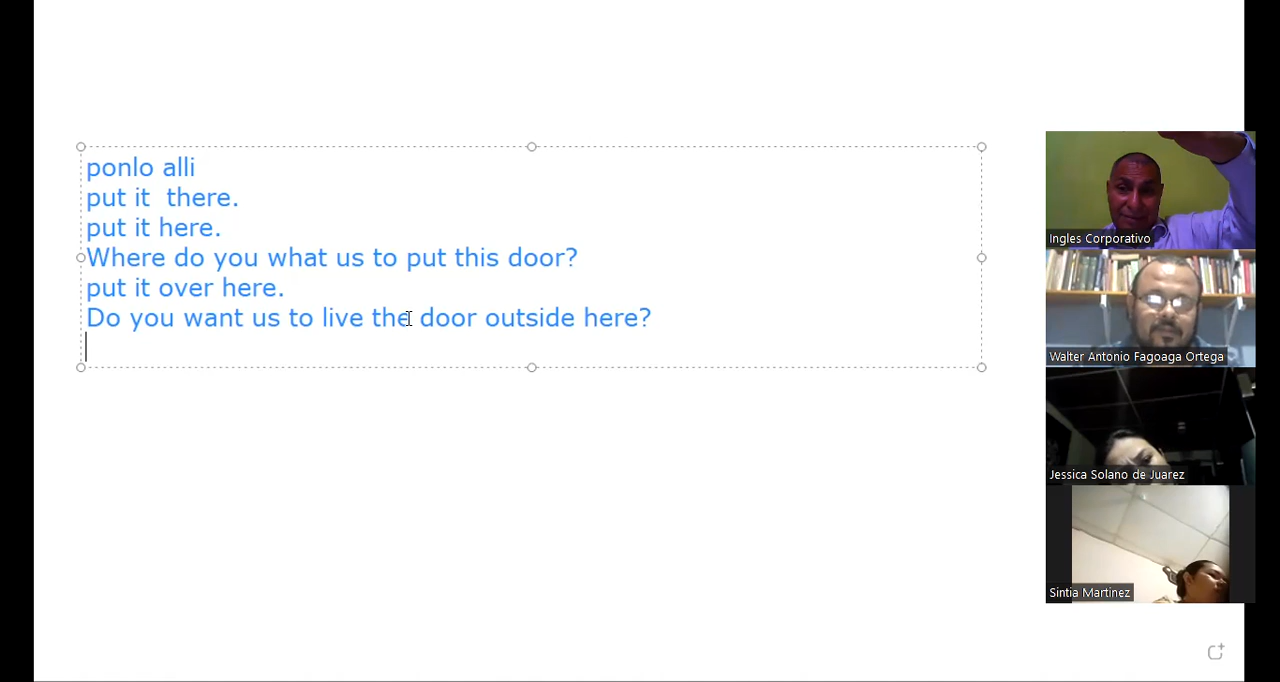 ponlo alli
put it  there.
put it here.
Where do you what us to put this door?
put it over here.
Do you want us to live the door outside here?
Ingles Corporativo
Walter Antonio Fagoaga Ortega
Jessica Solano de Juarez
Sintia Martinez